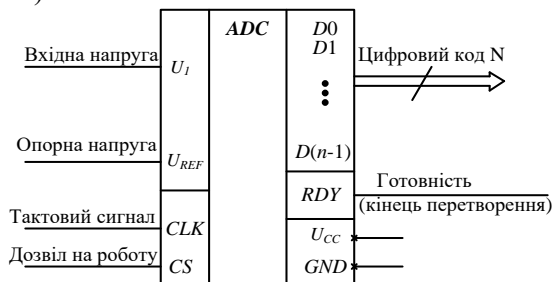 )
ADC
D0
D1
Вхідна напруга
U1
Цифровий код N
Опорна напруга
UREF
D(n-1)
RDY
Готовність
(кінець перетворення)
Тактовий сигнал
CLK
UCC
Дозвіл на роботу
CS
GND